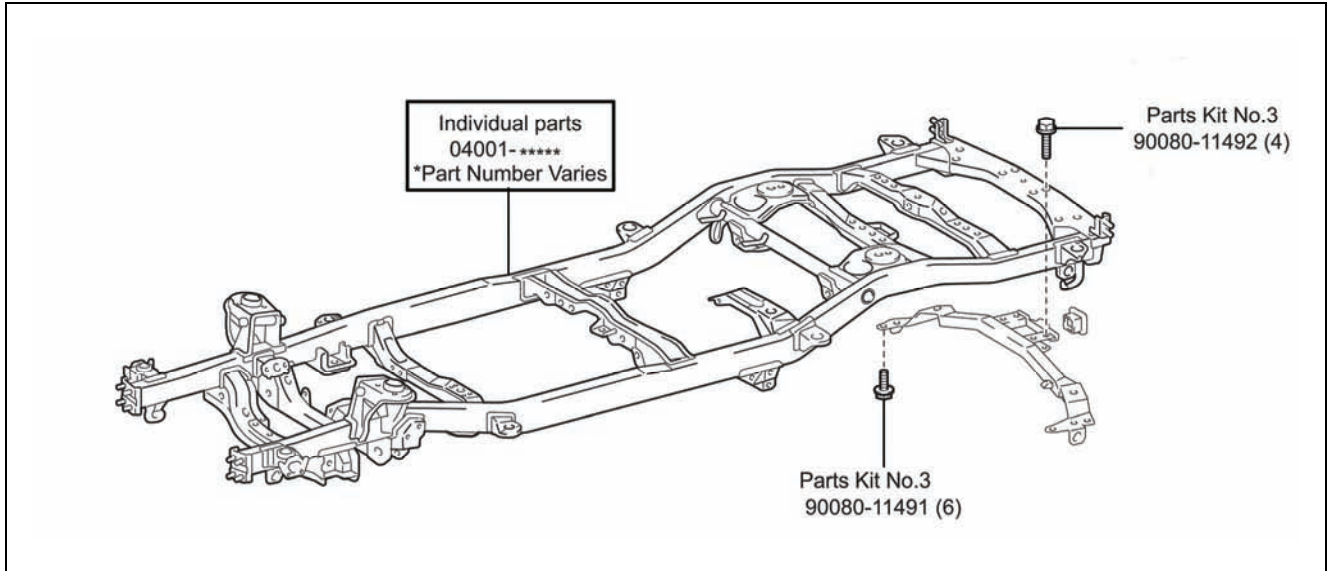 Individual parts
04001- *****
*Part Number Varies
Parts Kit No.3
90080-11492 (4)
Parts Kit No.3
90080-11491 (6)